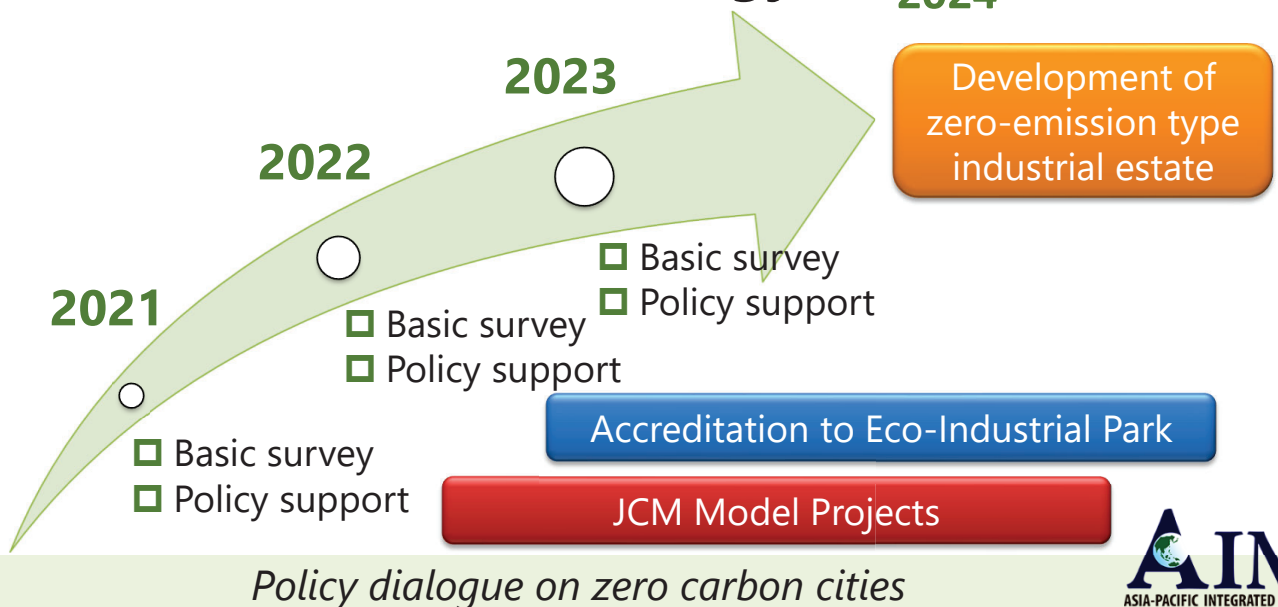 2024
2023
Development of
zero-emission type
industrial estate
2022
Basic survey
Policy support
2021
Basic survey
Policy support
Accreditation to Eco-Industrial Park
Basic survey
Policy support
JCM Model Projects
Policy dialogue on zero carbon cities
ASIA-PACIFIC INTEGRATED